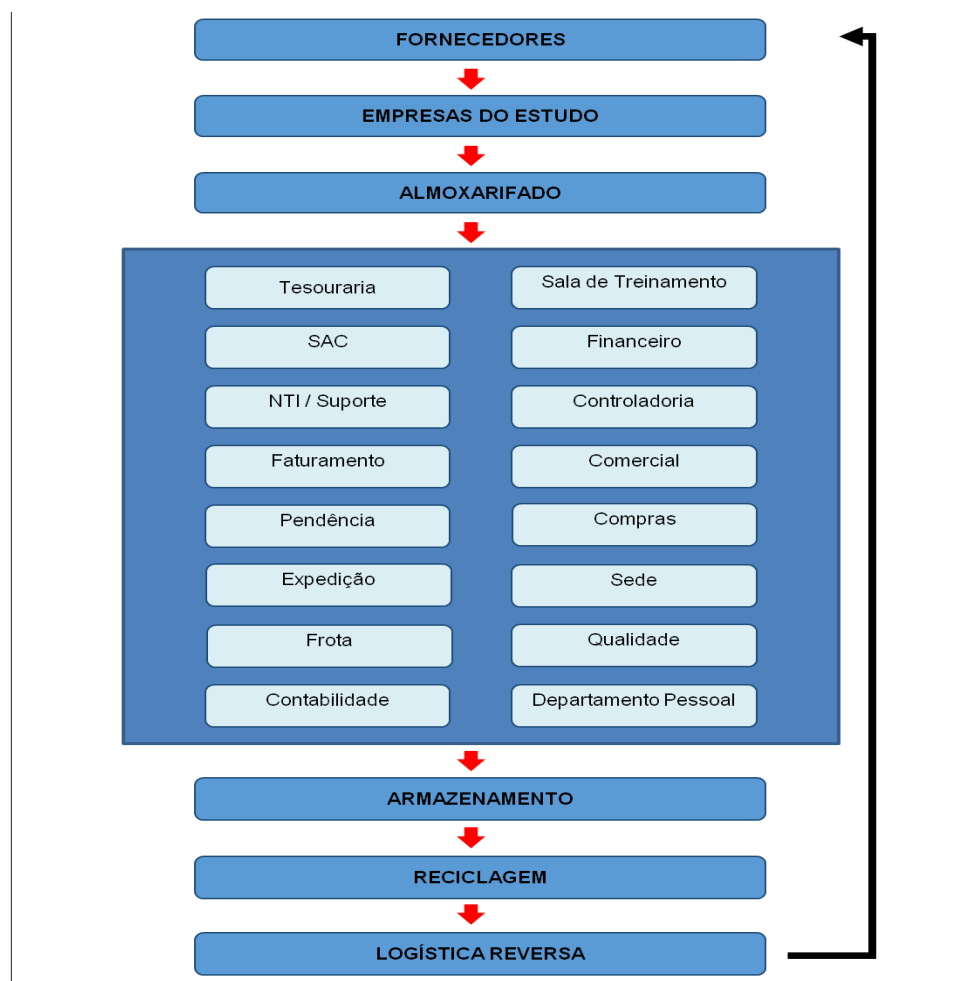 FORNECEDORES
EMPRESAS DO ESTUDO
ALMOXARIFADO
Tesouraria
Sala de Treinamento
SAC
Financeiro
NTI / Suporte
Controladoria
Faturamento
Comercial
Pendência
Compras
Expedição
Sede
Frota
Qualidade
Contabilidade
Departamento Pessoal
ARMAZENAMENTO
RECICLAGEM
LOGÍSTICA REVERSA